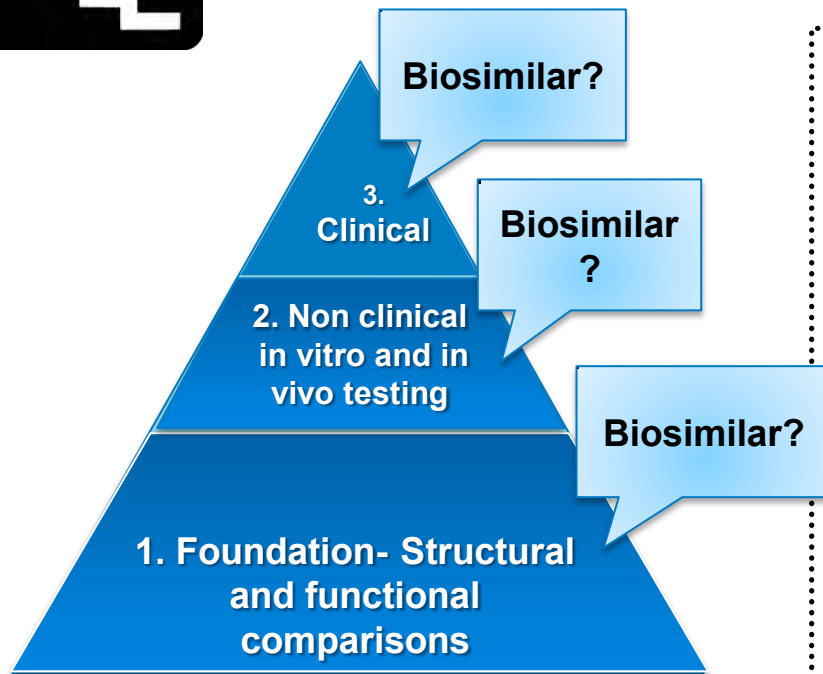 Biosimilar?
3.
Clinical
Biosimilar
?
2. Non clinical
in vitro and in
vivo testing
Biosimilar?
1. Foundation- Structural
and functional
comparisons